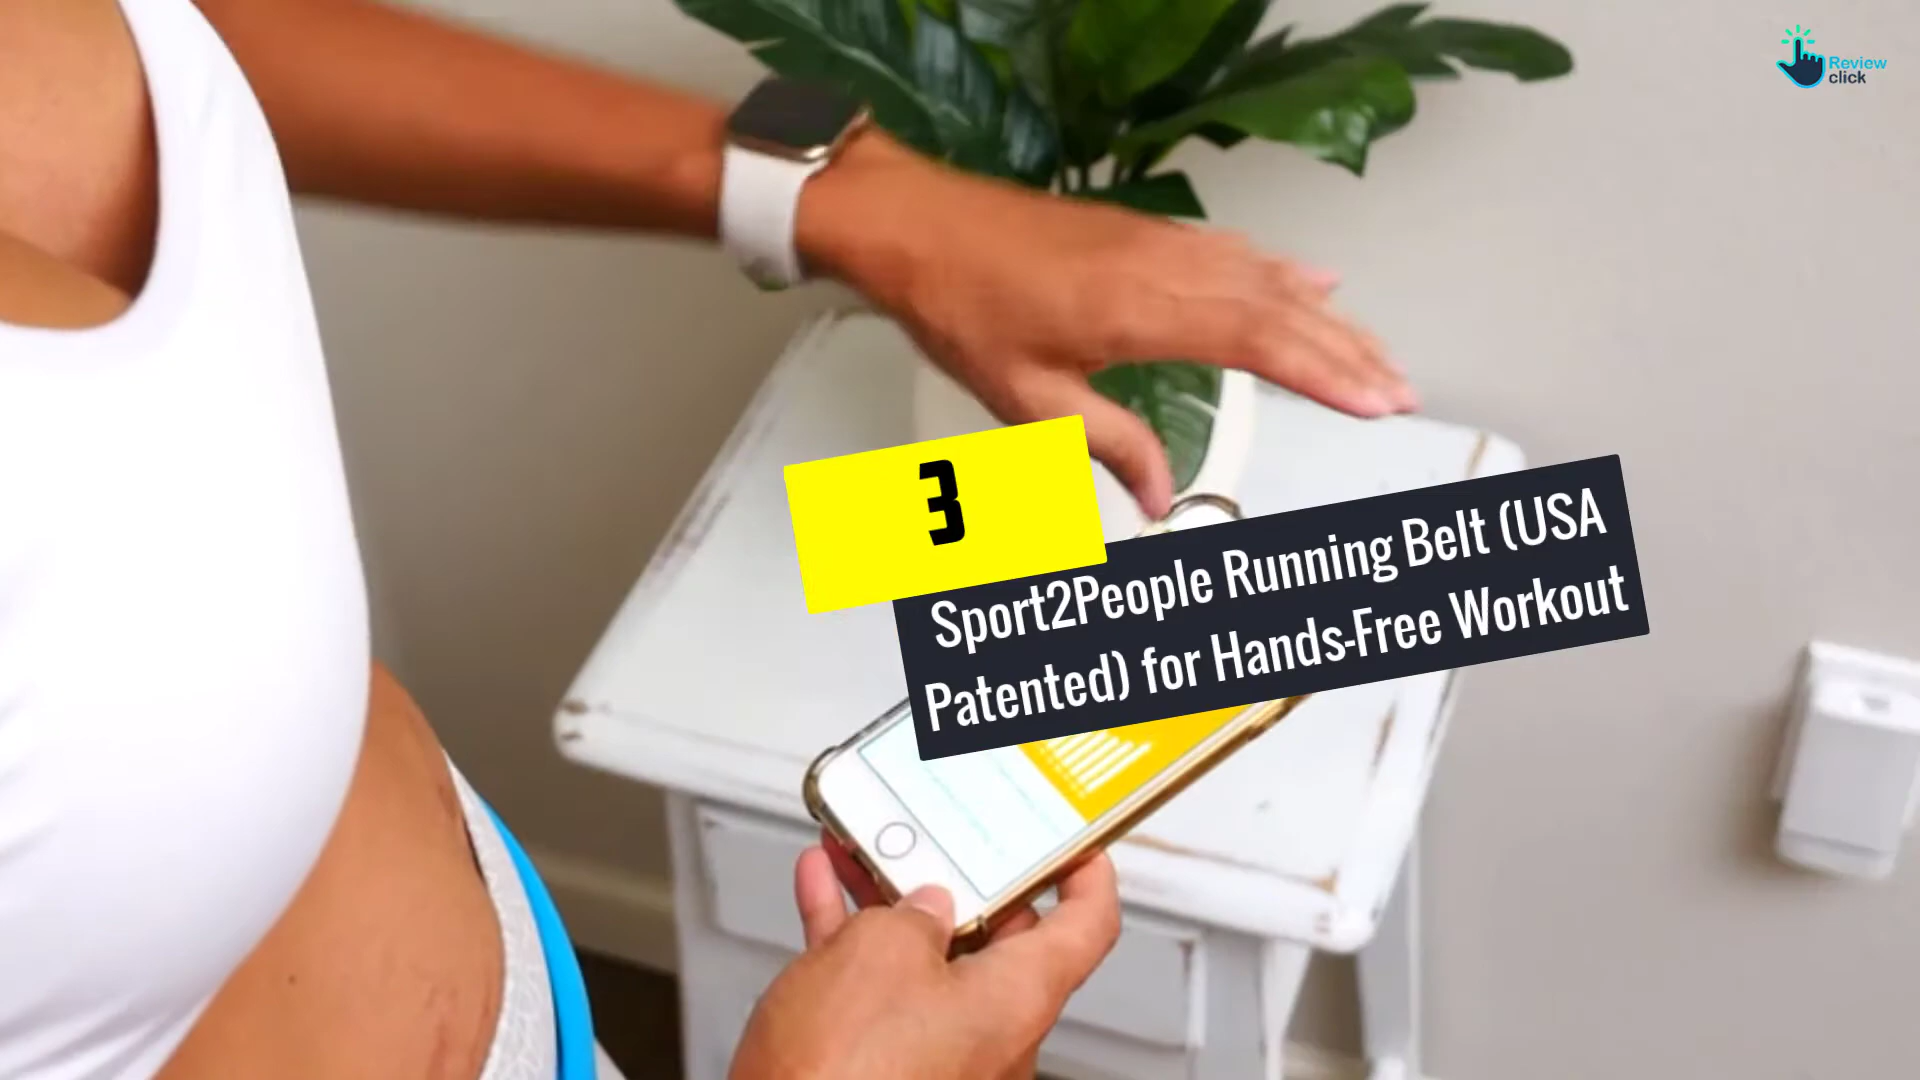 Review
click
3
Sport2People Running Belt (USA
Patented) for Hands-Free Workout